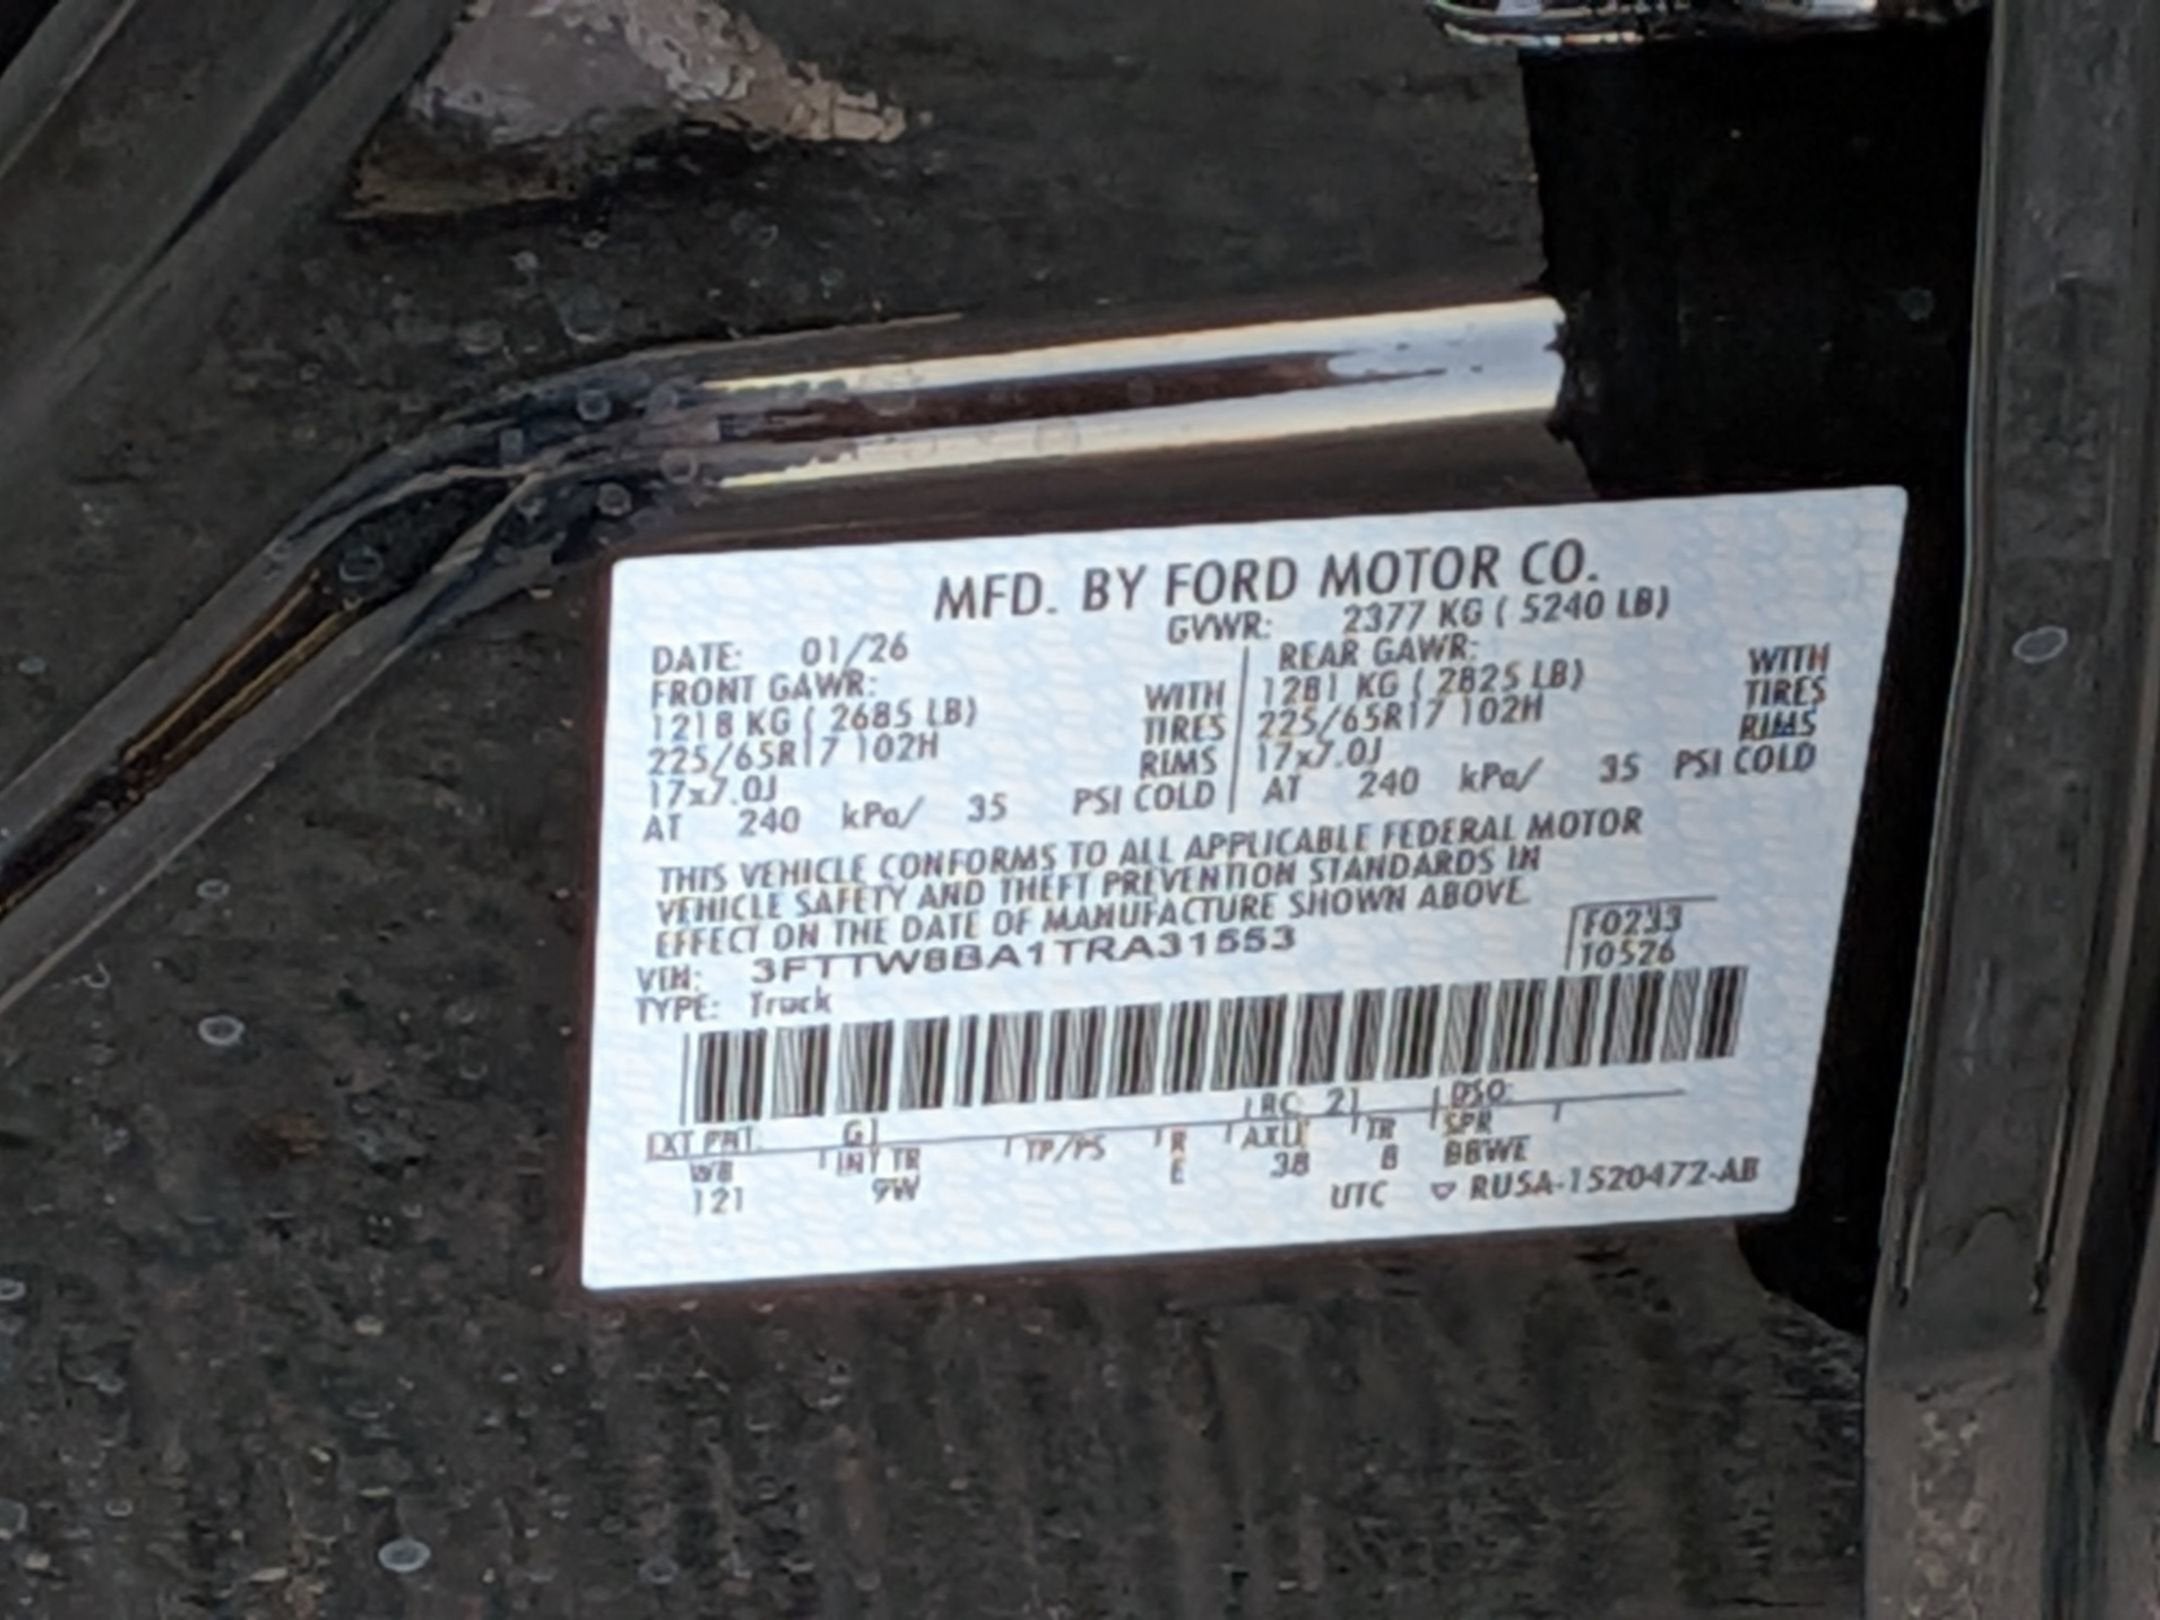 MFD. BY FORD MOTOR CO.
DATE: 01/26 GVWR: 2377 KG ( 5240 LB)
FRONT GAWR: REAR GAWR:
1218 KG ( 2685 LB) WITH 1281 KG ( 2825 LB) WITH
225/65R17 102H TIRES 225/65R17 102H TIRES
17x7.0J RIMS 17x7.0J RIMS
AT 240 kPa/ 35 PSI COLD AT 240 kPa/ 35 PSI COLD
THIS VEHICLE CONFORMS TO ALL APPLICABLE FEDERAL MOTOR
VEHICLE SAFETY AND THEFT PREVENTION STANDARDS IN
EFFECT ON THE DATE OF MANUFACTURE SHOWN ABOVE.
VIN: 3FTTW8BA1TRA31553 F0233
TYPE: Truck T0526
EXT PNT: G1 RC: 21 DSO:
WB INT TR TP/PS R AXLE TR SPR
121 9W E 38 8 BBWE
UTC RUSA-1520472-AB